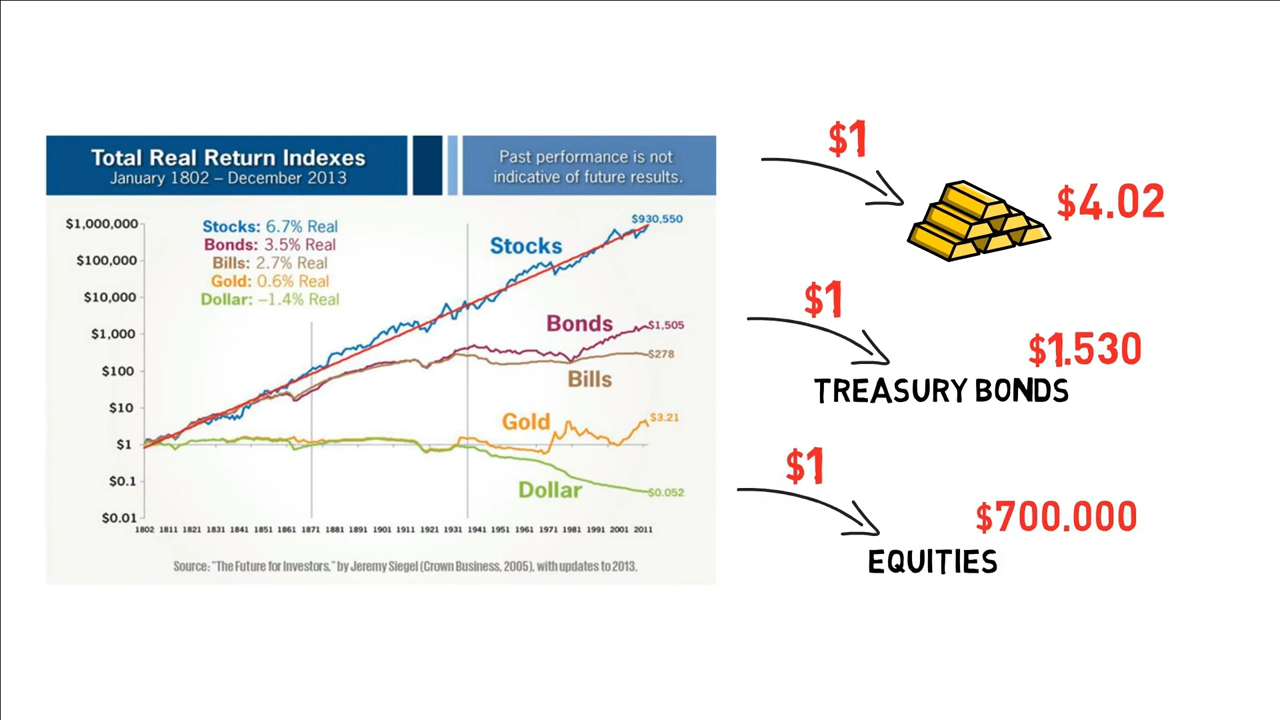 Total Real Return Indexes
January 1802 – December 2013
Past performance is not
indicative of future results.
$1,000,000
$100,000
$10,000
$1,000
$100
$10
$1
$0.1
$0.01
Stocks: 6.7% Real
Bonds: 3.5% Real
Bills: 2.7% Real
Gold: 0.6% Real
Dollar: –1.4% Real
$930,550
Stocks
Bonds
$1,505
$278
Bills
Gold
$3.21
Dollar
$0.052
1802 1811 1821 1831 1841 1851 1861 1871 1881 1891 1901 1911 1921 1931 1941 1951 1961 1971 1981 1991 2001 2011
Source: "The Future for Investors," by Jeremy Siegel (Crown Business, 2005), with updates to 2013.
$1
$4.02
$1
$1.530
TREASURY BONDS
$1
$700.000
EQUITIES